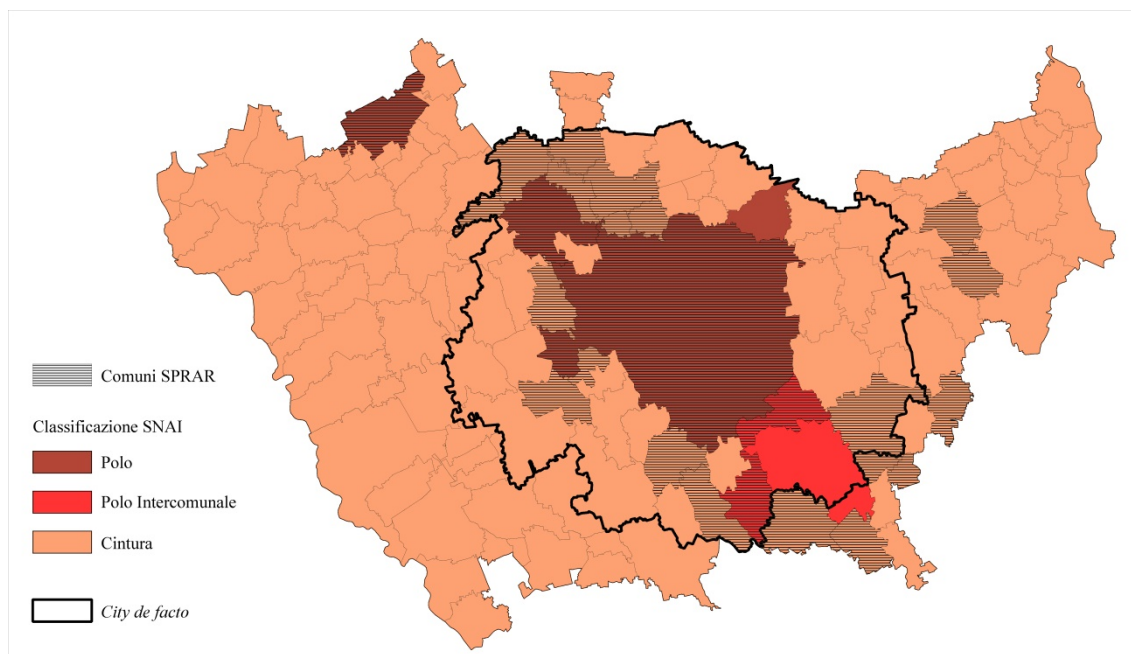 Comuni SPRAR
Classificazione SNAI
Polo
Polo Intercomunale
Cintura
City de facto